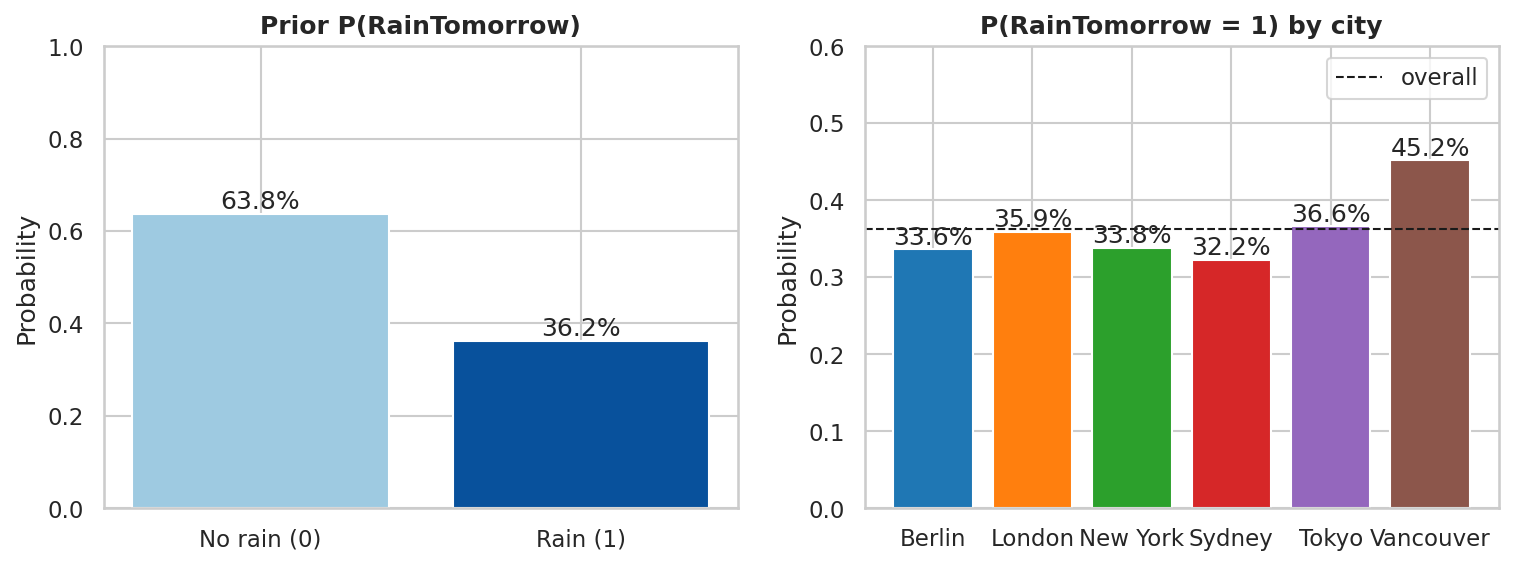 Prior P(RainTomorrow)
Probability
1.0
0.8
0.6
0.4
0.2
0.0
63.8%
36.2%
No rain (0)
Rain (1)
P(RainTomorrow = 1) by city
Probability
0.6
0.5
0.4
0.3
0.2
0.1
0.0
overall
33.6%
35.9%
33.8%
32.2%
36.6%
45.2%
Berlin
London
New York
Sydney
Tokyo
Vancouver